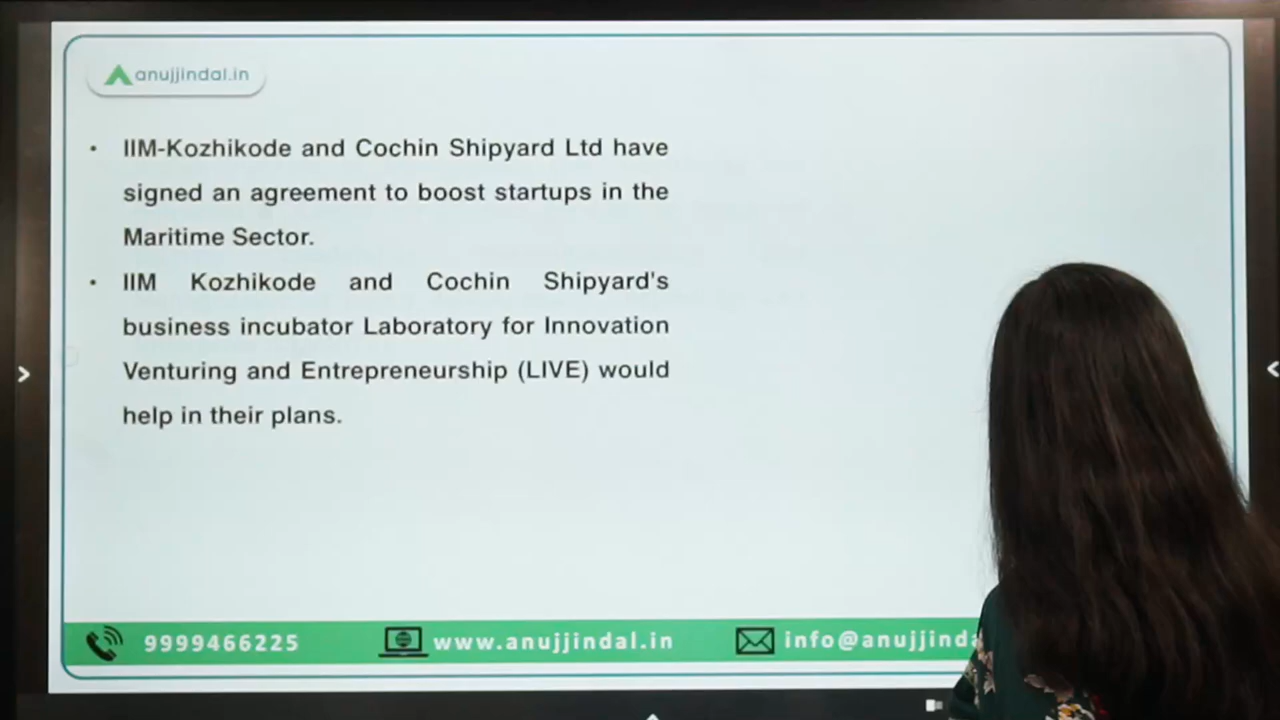 anujjindal.in
• IIM-Kozhikode and Cochin Shipyard Ltd have
signed an agreement to boost startups in the
Maritime Sector.
• IIM Kozhikode and Cochin Shipyard's
business incubator Laboratory for Innovation
Venturing and Entrepreneurship (LIVE) would
help in their plans.
9999466225 www.anujjindal.in info@anujjinda